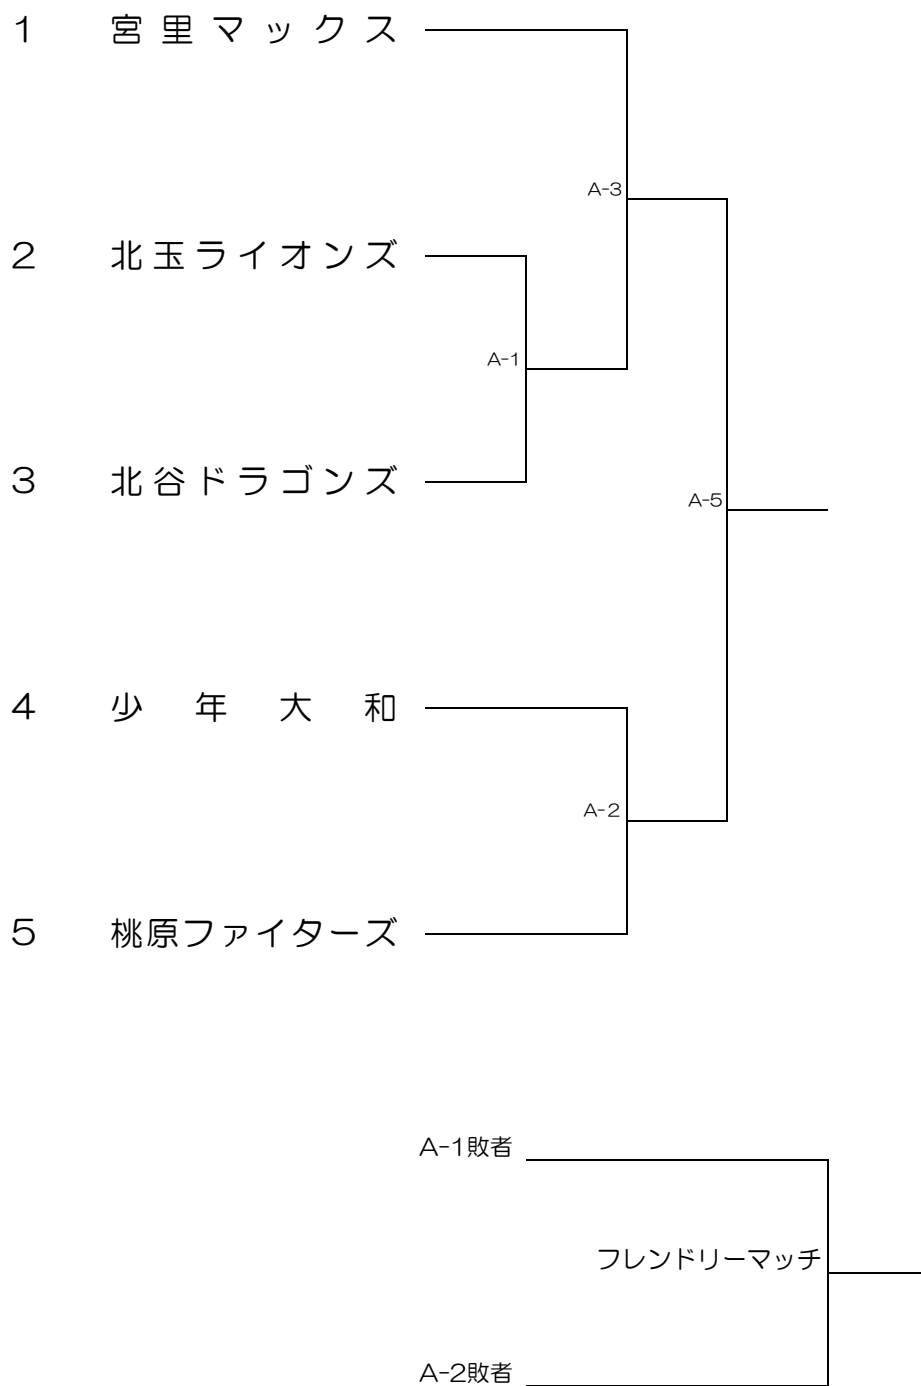 1 宮里マックス
A-3
2 北玉ライオンズ
A-1
3 北谷ドラゴンズ
A-5
4 少年大和
A-2
5 桃原ファイターズ
A-1敗者
フレンドリーマッチ
A-2敗者